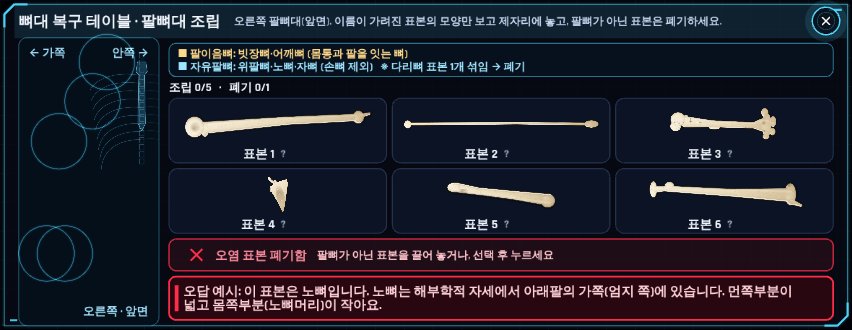 뼈대 복구 테이블 · 팔뼈대 조립
오른쪽 팔뼈대(앞면). 이름이 가려진 표본의 모양만 보고 제자리에 놓고, 팔뼈가 아닌 표본은 폐기하세요.
← 가쪽
안쪽 →
■ 팔이음뼈: 빗장뼈·어깨뼈 (몸통과 팔을 잇는 뼈)
■ 자유팔뼈: 위팔뼈·노뼈·자뼈 (손뼈 제외) ※ 다리뼈 표본 1개 섞임 → 폐기
조립 0/5 · 폐기 0/1
표본 1 ?
표본 2 ?
표본 3 ?
표본 4 ?
표본 5 ?
표본 6 ?
오염 표본 폐기함 팔뼈가 아닌 표본을 끌어 놓거나, 선택 후 누르세요
오답 예시: 이 표본은 노뼈입니다. 노뼈는 해부학적 자세에서 아래팔의 가쪽(엄지 쪽)에 있습니다. 먼쪽부분이
넓고 몸쪽부분(노뼈머리)이 작아요.
오른쪽 · 앞면